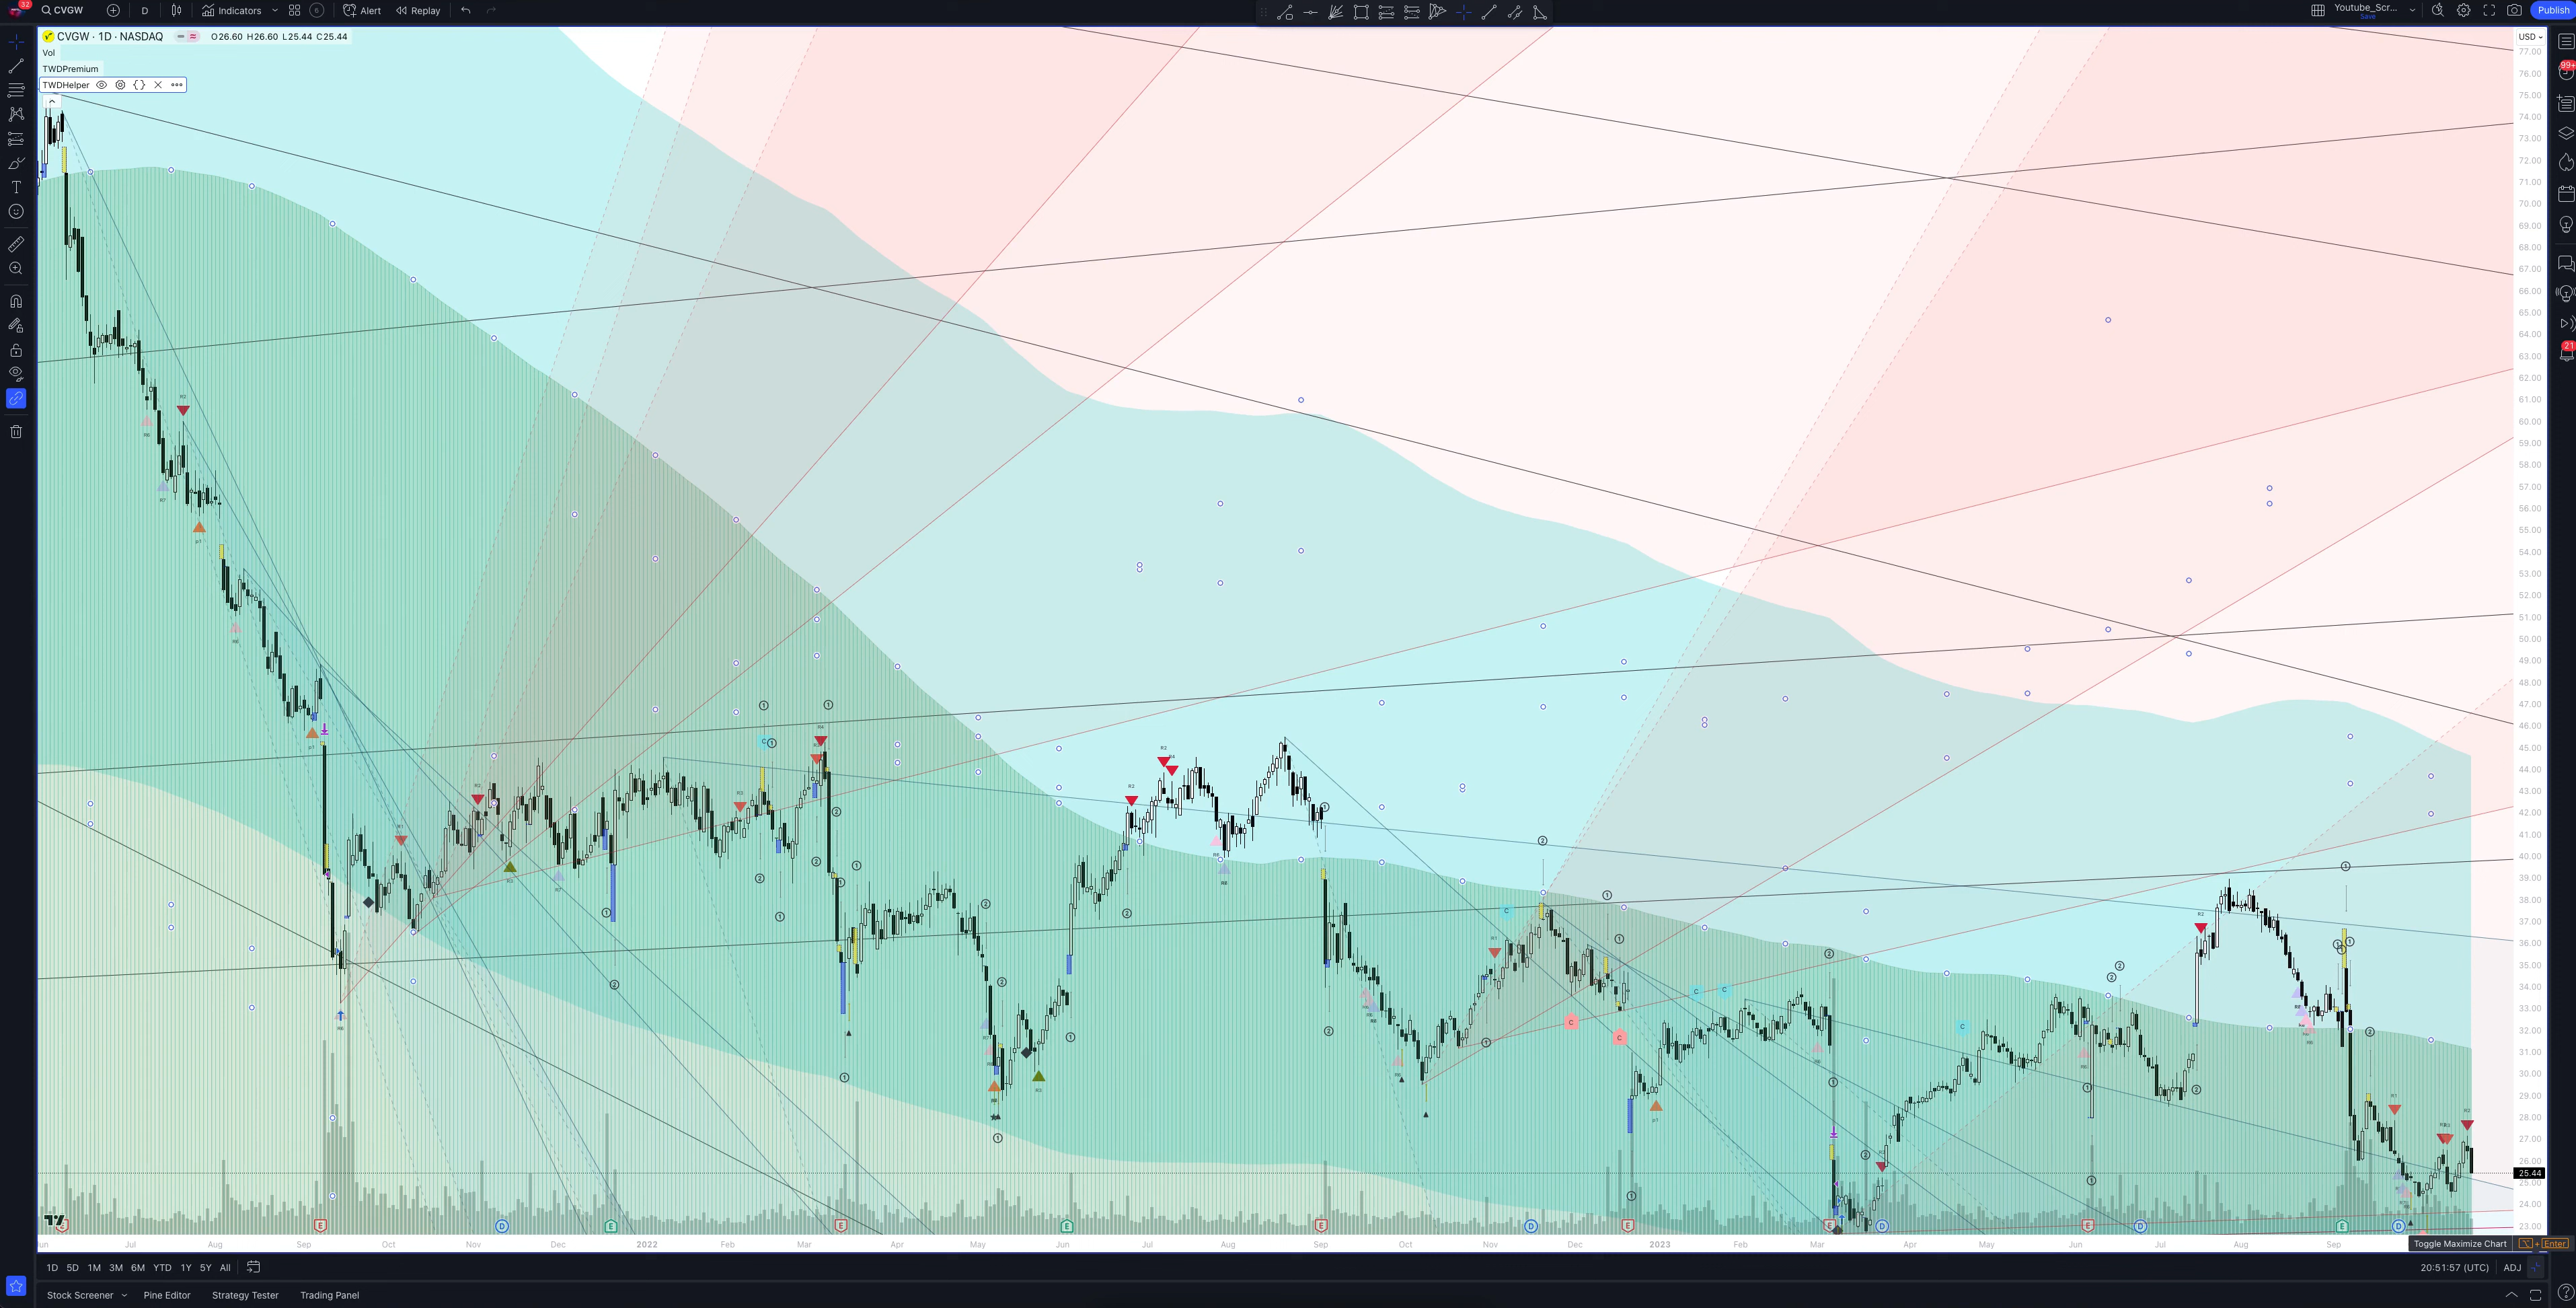 32
CVGW
D
Indicators
6
Alert
Replay
Youtube_Scr...
Save
Publish
CVGW · 1D · NASDAQ
O26.60 H26.60 L25.44 C25.44
USD
Vol
TWDPremium
TWDHelper
99+
21
77.00
76.00
75.00
74.00
73.00
72.00
71.00
70.00
69.00
68.00
67.00
66.00
65.00
64.00
63.00
62.00
61.00
60.00
59.00
58.00
57.00
56.00
55.00
54.00
53.00
52.00
51.00
50.00
49.00
48.00
47.00
46.00
45.00
44.00
43.00
42.00
41.00
40.00
39.00
38.00
37.00
36.00
35.00
34.00
33.00
32.00
31.00
30.00
29.00
28.00
27.00
26.00
25.44
24.00
23.00
E D E E E E D E E D E D E D
Jul Aug Sep Oct Nov Dec 2022 Feb Mar Apr May Jun Jul Aug Sep Oct Nov Dec 2023 Feb Mar Apr May Jun Jul Aug Sep
Toggle Maximize Chart
+ Enter
1D 5D 1M 3M 6M YTD 1Y 5Y All
20:51:57 (UTC)
ADJ
Stock Screener
Pine Editor
Strategy Tester
Trading Panel